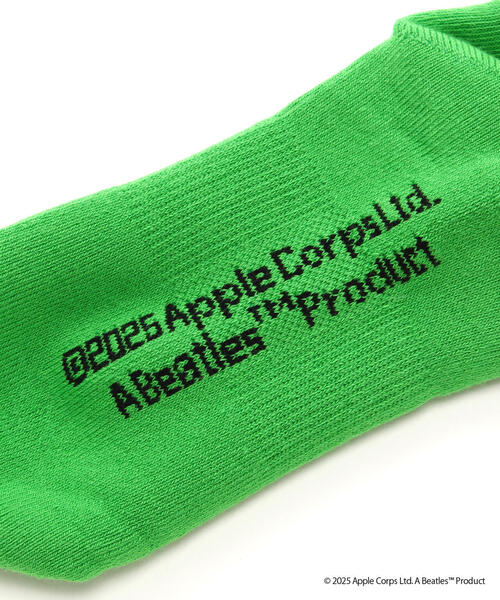 ©2025 Apple Corps Ltd.
A Beatles™ Product
© 2025 Apple Corps Ltd. A Beatles™ Product